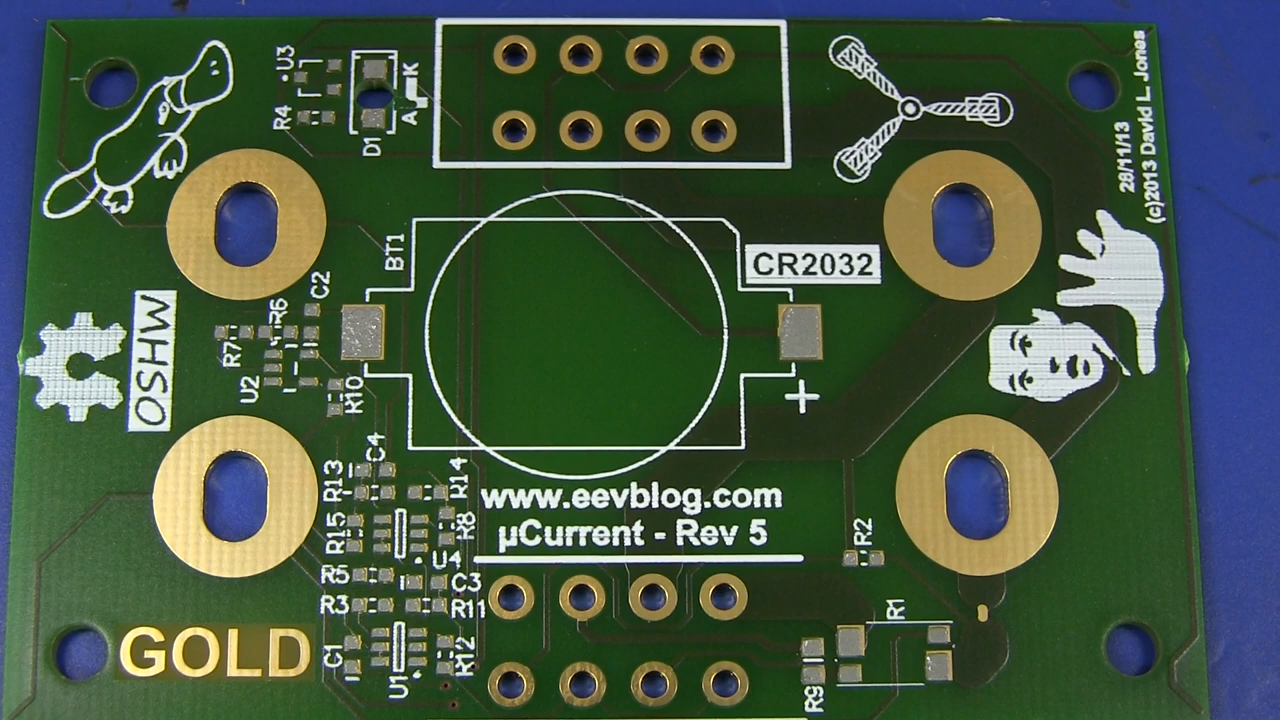 U3
R4
D1
A
K
28/11/13
(c)2013 David L. Jones
BT1
CR2032
+
C2
R6
R7
U2
R10
OSHW
C4
R13
R14
R15
R8
U4
www.eevblog.com
µCurrent - Rev 5
R5
C3
R3
R11
R2
R1
GOLD
C1
U1
R12
R9